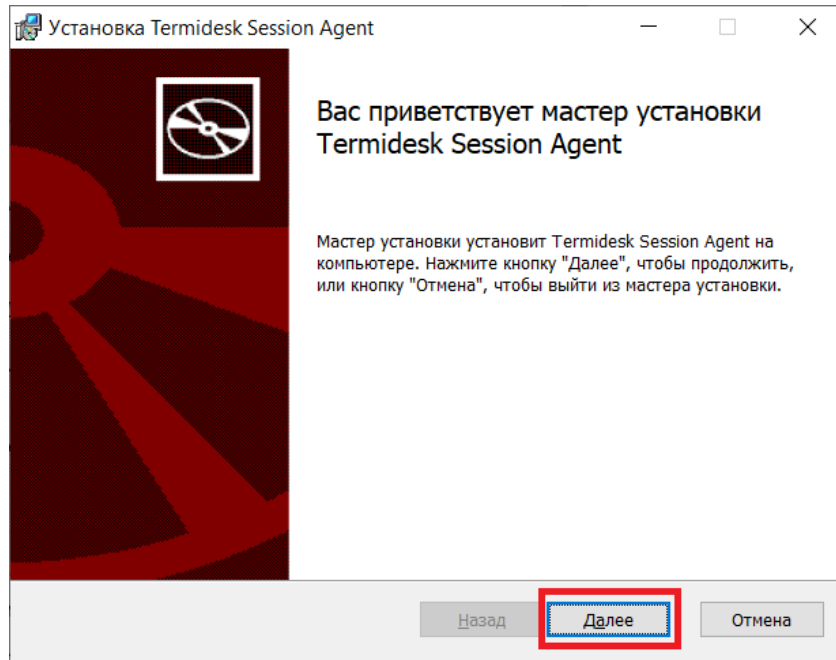 Установка Termidesk Session Agent
Вас приветствует мастер установки
Termidesk Session Agent
Мастер установки установит Termidesk Session Agent на
компьютере. Нажмите кнопку "Далее", чтобы продолжить,
или кнопку "Отмена", чтобы выйти из мастера установки.
Назад
Далее
Отмена